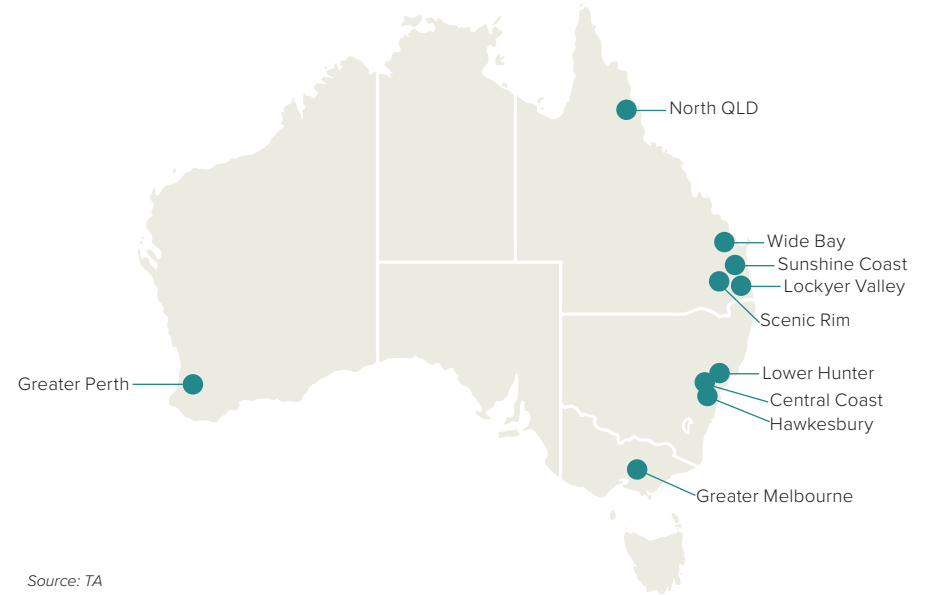 North QLD
Wide Bay
Sunshine Coast
Lockyer Valley
Scenic Rim
Lower Hunter
Greater Perth
Central Coast
Hawkesbury
Greater Melbourne
Source: TA